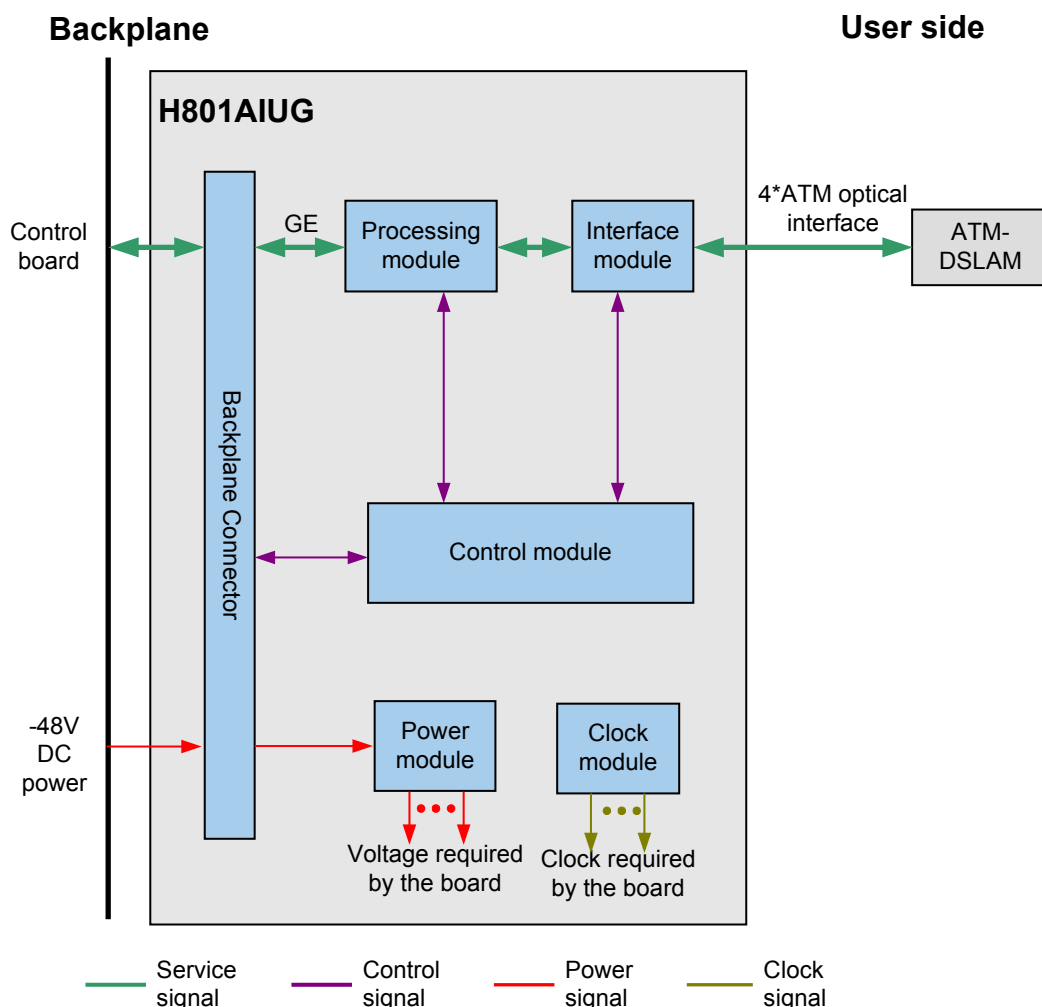 Backplane
User side
H801AIUG
Control
board
GE
Processing
module
Interface
module
4*ATM optical
interface
ATM-
DSLAM
Backplane Connector
Control module
-48V
DC
power
Power
module
Clock
module
Voltage required
by the board
Clock required
by the board
Service
signal
Control
signal
Power
signal
Clock
signal